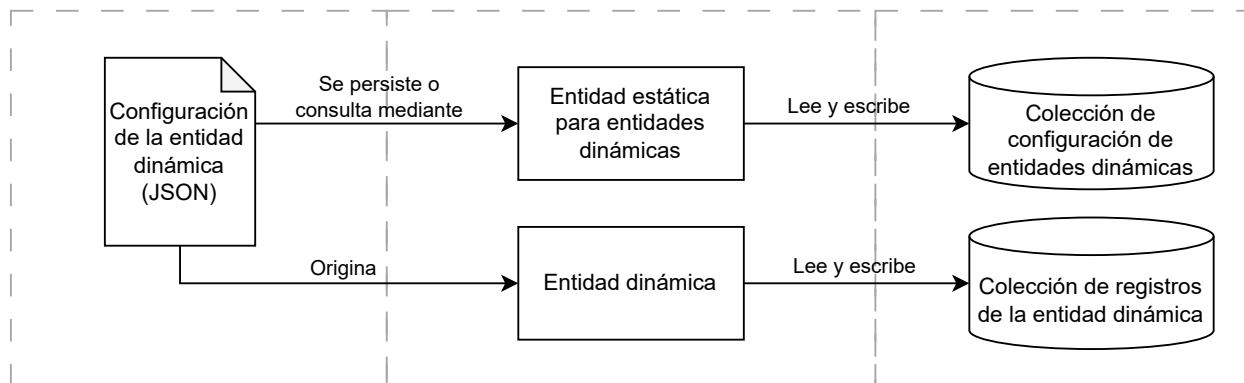 Configuración
de la entidad
dinámica
(JSON)
Se persiste o
consulta mediante
Entidad estática
para entidades
dinámicas
Lee y escribe
Colección de
configuración de
entidades dinámicas
Origina
Entidad dinámica
Lee y escribe
Colección de registros
de la entidad dinámica